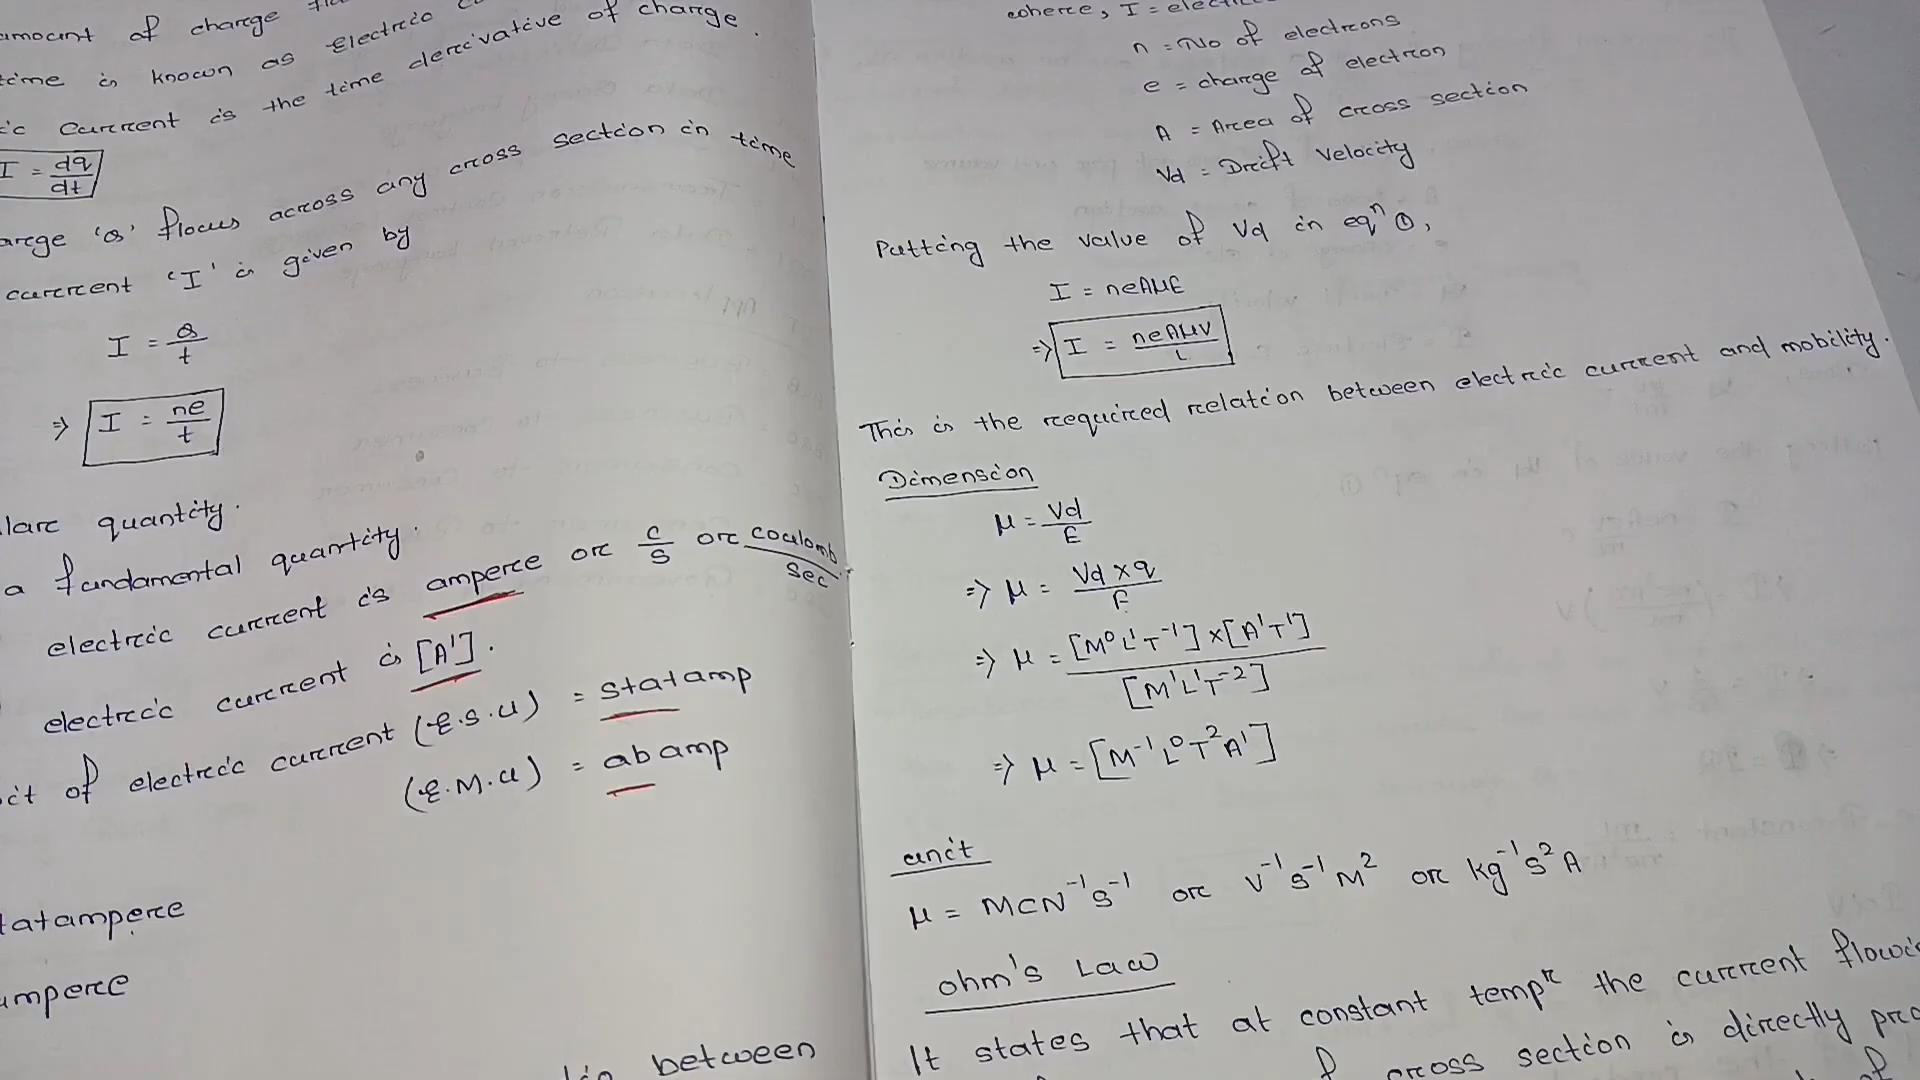 amount of charge
time is known as electric
ic current is the time derivative of charge.
I = dq/dt
arge 'Q' flows across any cross section in time
current 'I' is given by
I = Q/t
⇒ I = ne/t
lar quantity.
a fundamental quantity.
electric current is ampere or C/S or coulomb/sec.
electric current is [A¹].
it of electric current (E.S.U) = statamp
(E.M.U) = abamp
tatampere
ampere
between
where, I =
n = No of electrons
e = charge of electron
A = Area of cross section
Vd = Drift velocity
Putting the value of Vd in eqⁿ ①,
I = neAμE
⇒ I = neAμV/L
This is the required relation between electric current and mobility.
Dimension
μ = Vd/E
⇒ μ = Vd×q/F
⇒ μ = [M⁰L¹T⁻¹]×[A¹T¹]/[M¹L¹T⁻²]
⇒ μ = [M⁻¹L⁰T²A¹]
unit
μ = MCN⁻¹S⁻¹ or V⁻¹S⁻¹M² or kg⁻¹S²A
ohm's Law
It states that at constant tempʳ the current flowi
of cross section is directly pro
of